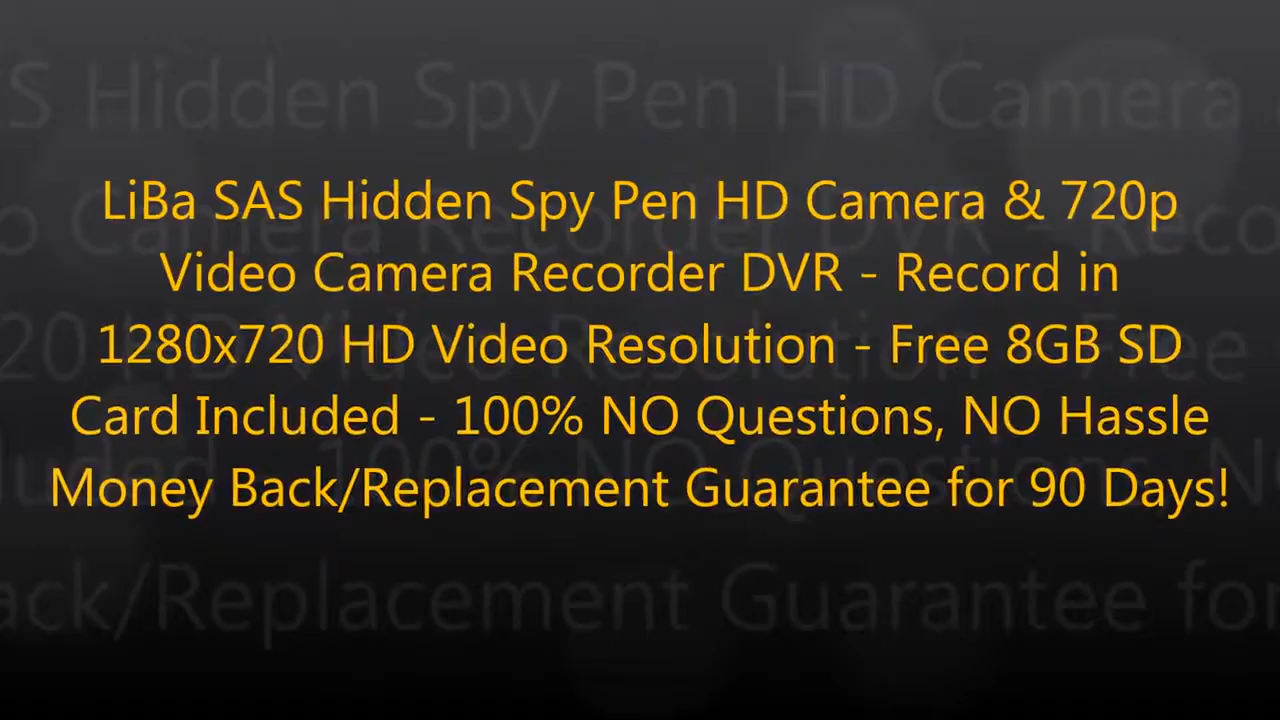 LiBa SAS Hidden Spy Pen HD Camera & 720p
Video Camera Recorder DVR - Record in
1280x720 HD Video Resolution - Free 8GB SD
Card Included - 100% NO Questions, NO Hassle
Money Back/Replacement Guarantee for 90 Days!